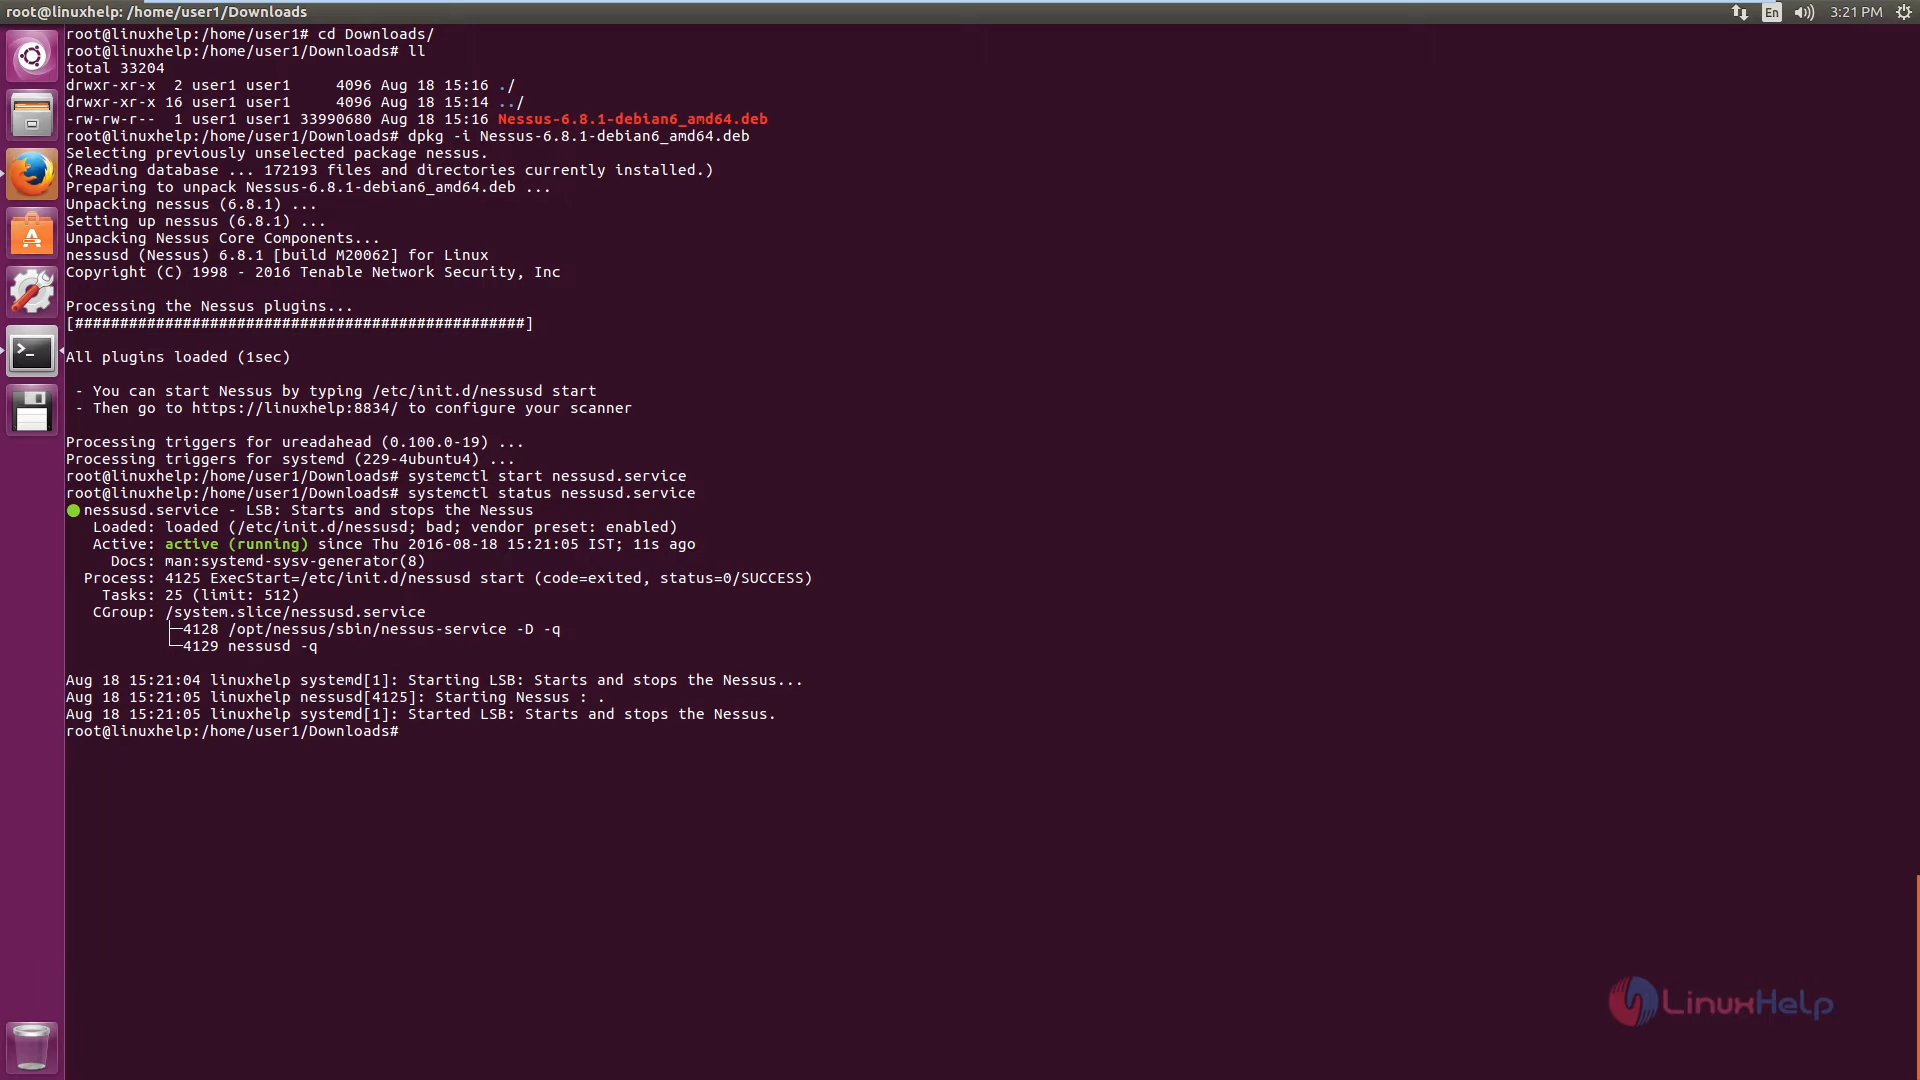 root@linuxhelp: /home/user1/Downloads
En
3:21 PM
root@linuxhelp:/home/user1# cd Downloads/
root@linuxhelp:/home/user1/Downloads# ll
total 33204
drwxr-xr-x  2 user1 user1     4096 Aug 18 15:16 ./
drwxr-xr-x 16 user1 user1     4096 Aug 18 15:14 ../
-rw-rw-r--  1 user1 user1 33990680 Aug 18 15:16 Nessus-6.8.1-debian6_amd64.deb
root@linuxhelp:/home/user1/Downloads# dpkg -i Nessus-6.8.1-debian6_amd64.deb
Selecting previously unselected package nessus.
(Reading database ... 172193 files and directories currently installed.)
Preparing to unpack Nessus-6.8.1-debian6_amd64.deb ...
Unpacking nessus (6.8.1) ...
Setting up nessus (6.8.1) ...
Unpacking Nessus Core Components...
nessusd (Nessus) 6.8.1 [build M20062] for Linux
Copyright (C) 1998 - 2016 Tenable Network Security, Inc
Processing the Nessus plugins...
[##################################################]
All plugins loaded (1sec)
 - You can start Nessus by typing /etc/init.d/nessusd start
 - Then go to https://linuxhelp:8834/ to configure your scanner
Processing triggers for ureadahead (0.100.0-19) ...
Processing triggers for systemd (229-4ubuntu4) ...
root@linuxhelp:/home/user1/Downloads# systemctl start nessusd.service
root@linuxhelp:/home/user1/Downloads# systemctl status nessusd.service
● nessusd.service - LSB: Starts and stops the Nessus
   Loaded: loaded (/etc/init.d/nessusd; bad; vendor preset: enabled)
   Active: active (running) since Thu 2016-08-18 15:21:05 IST; 11s ago
     Docs: man:systemd-sysv-generator(8)
  Process: 4125 ExecStart=/etc/init.d/nessusd start (code=exited, status=0/SUCCESS)
    Tasks: 25 (limit: 512)
   CGroup: /system.slice/nessusd.service
           ├─4128 /opt/nessus/sbin/nessus-service -D -q
           └─4129 nessusd -q
Aug 18 15:21:04 linuxhelp systemd[1]: Starting LSB: Starts and stops the Nessus...
Aug 18 15:21:05 linuxhelp nessusd[4125]: Starting Nessus : .
Aug 18 15:21:05 linuxhelp systemd[1]: Started LSB: Starts and stops the Nessus.
root@linuxhelp:/home/user1/Downloads#
LinuxHelp